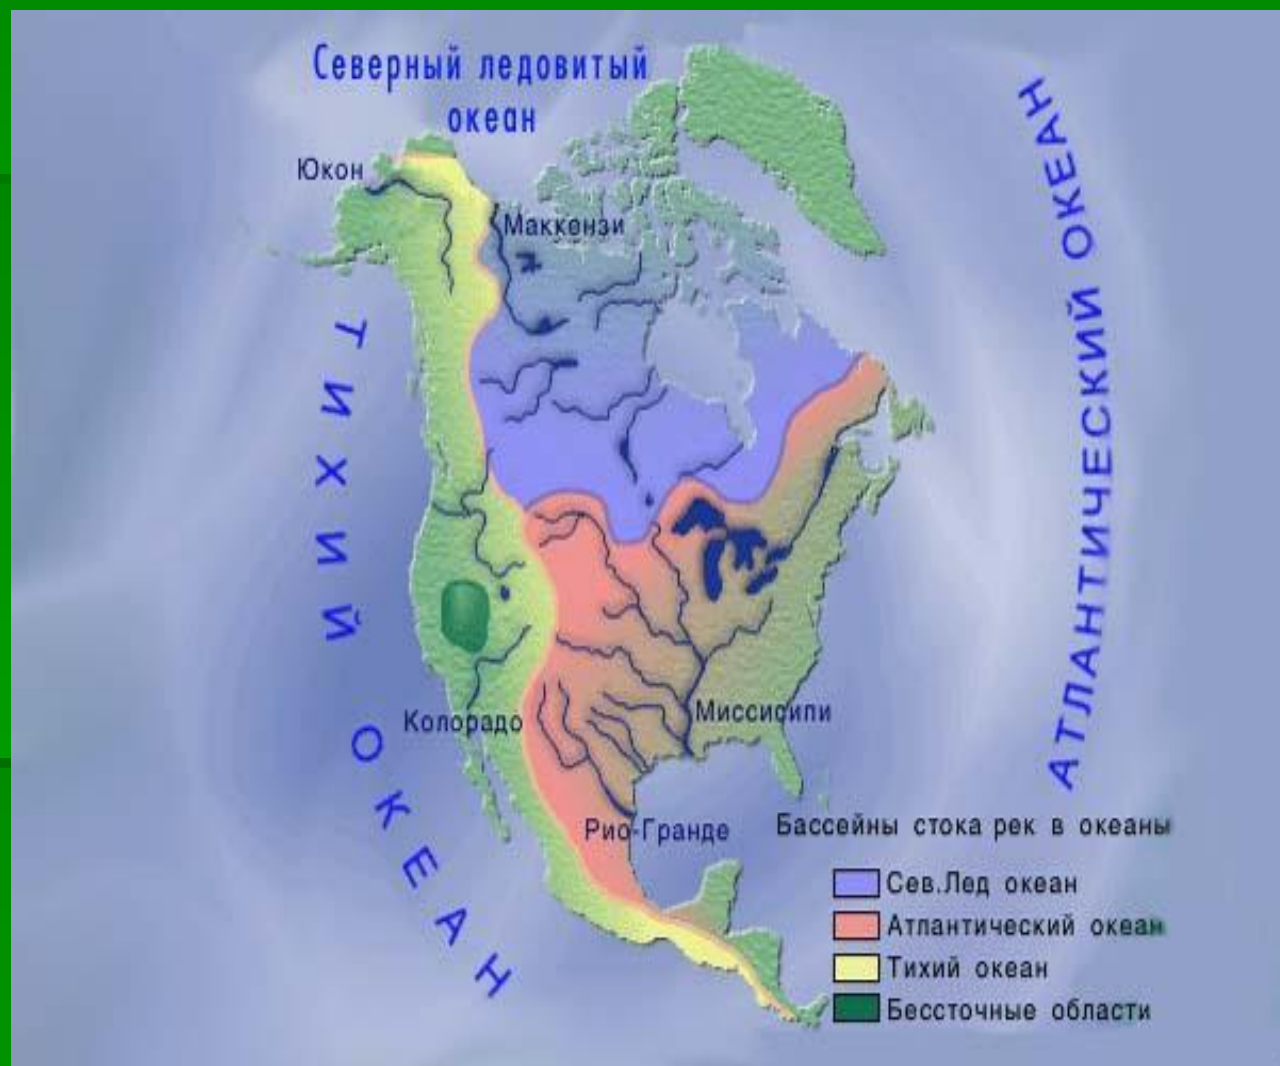 Северный ледовитый
океан
Юкон
Маккензи
ТИХИЙ ОКЕАН
АТЛАНТИЧЕСКИЙ ОКЕАН
Колорадо
Миссисипи
Рио-Гранде
Бассейны стока рек в океаны
Сев.Лед океан
Атлантический океан
Тихий океан
Бессточные области